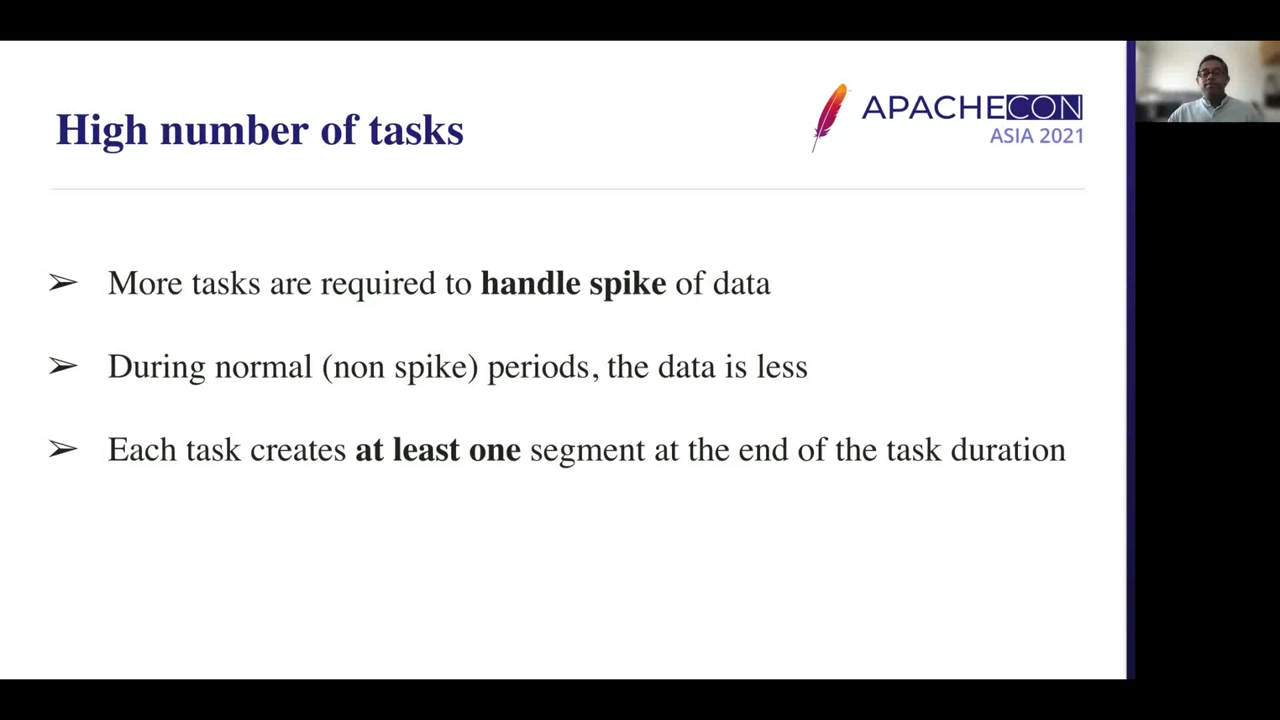 High number of tasks
APACHECON
ASIA 2021
➢ More tasks are required to handle spike of data
➢ During normal (non spike) periods, the data is less
➢ Each task creates at least one segment at the end of the task duration